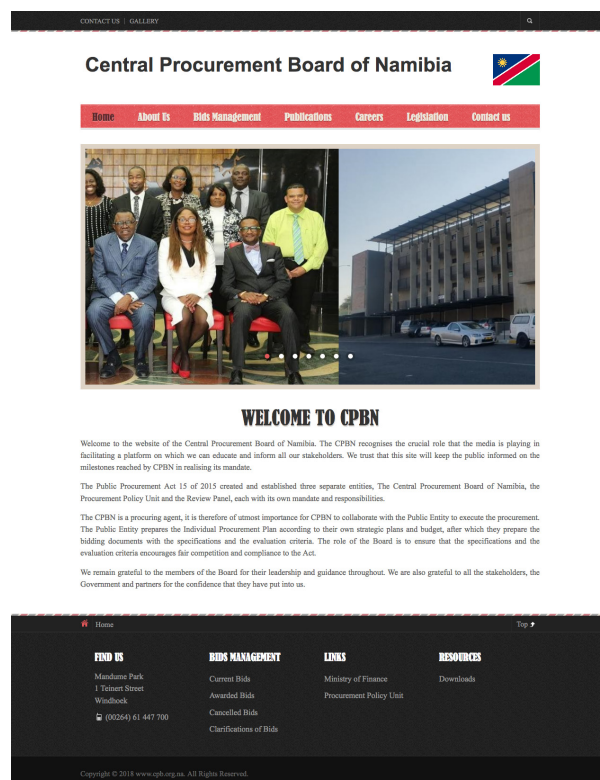 CONTACT US | GALLERY
Central Procurement Board of Namibia
Home About Us Bids Management Publications Careers Legislation Contact us
WELCOME TO CPBN
Welcome to the website of the Central Procurement Board of Namibia. The CPBN recognises the crucial role that the media is playing in
facilitating a platform on which we can educate and inform all our stakeholders. We trust that this site will keep the public informed on the
milestones reached by CPBN in realising its mandate.
The Public Procurement Act 15 of 2015 created and established three separate entities, The Central Procurement Board of Namibia, the
Procurement Policy Unit and the Review Panel, each with its own mandate and responsibilities.
The CPBN is a procuring agent, it is therefore of utmost importance for CPBN to collaborate with the Public Entity to execute the procurement.
The Public Entity prepares the Individual Procurement Plan according to their own strategic plans and budget, after which they prepare the
bidding documents with the specifications and the evaluation criteria. The role of the Board is to ensure that the specifications and the
evaluation criteria encourages fair competition and compliance to the Act.
We remain grateful to the members of the Board for their leadership and guidance throughout. We are also grateful to all the stakeholders, the
Government and partners for the confidence that they have put into us.
Home Top
FIND US
Mandume Park
1 Teinert Street
Windhoek
(00264) 61 447 700
BIDS MANAGEMENT
Current Bids
Awarded Bids
Cancelled Bids
Clarifications of Bids
LINKS
Ministry of Finance
Procurement Policy Unit
RESOURCES
Downloads
Copyright © 2018 www.cpb.org.na. All Rights Reserved.